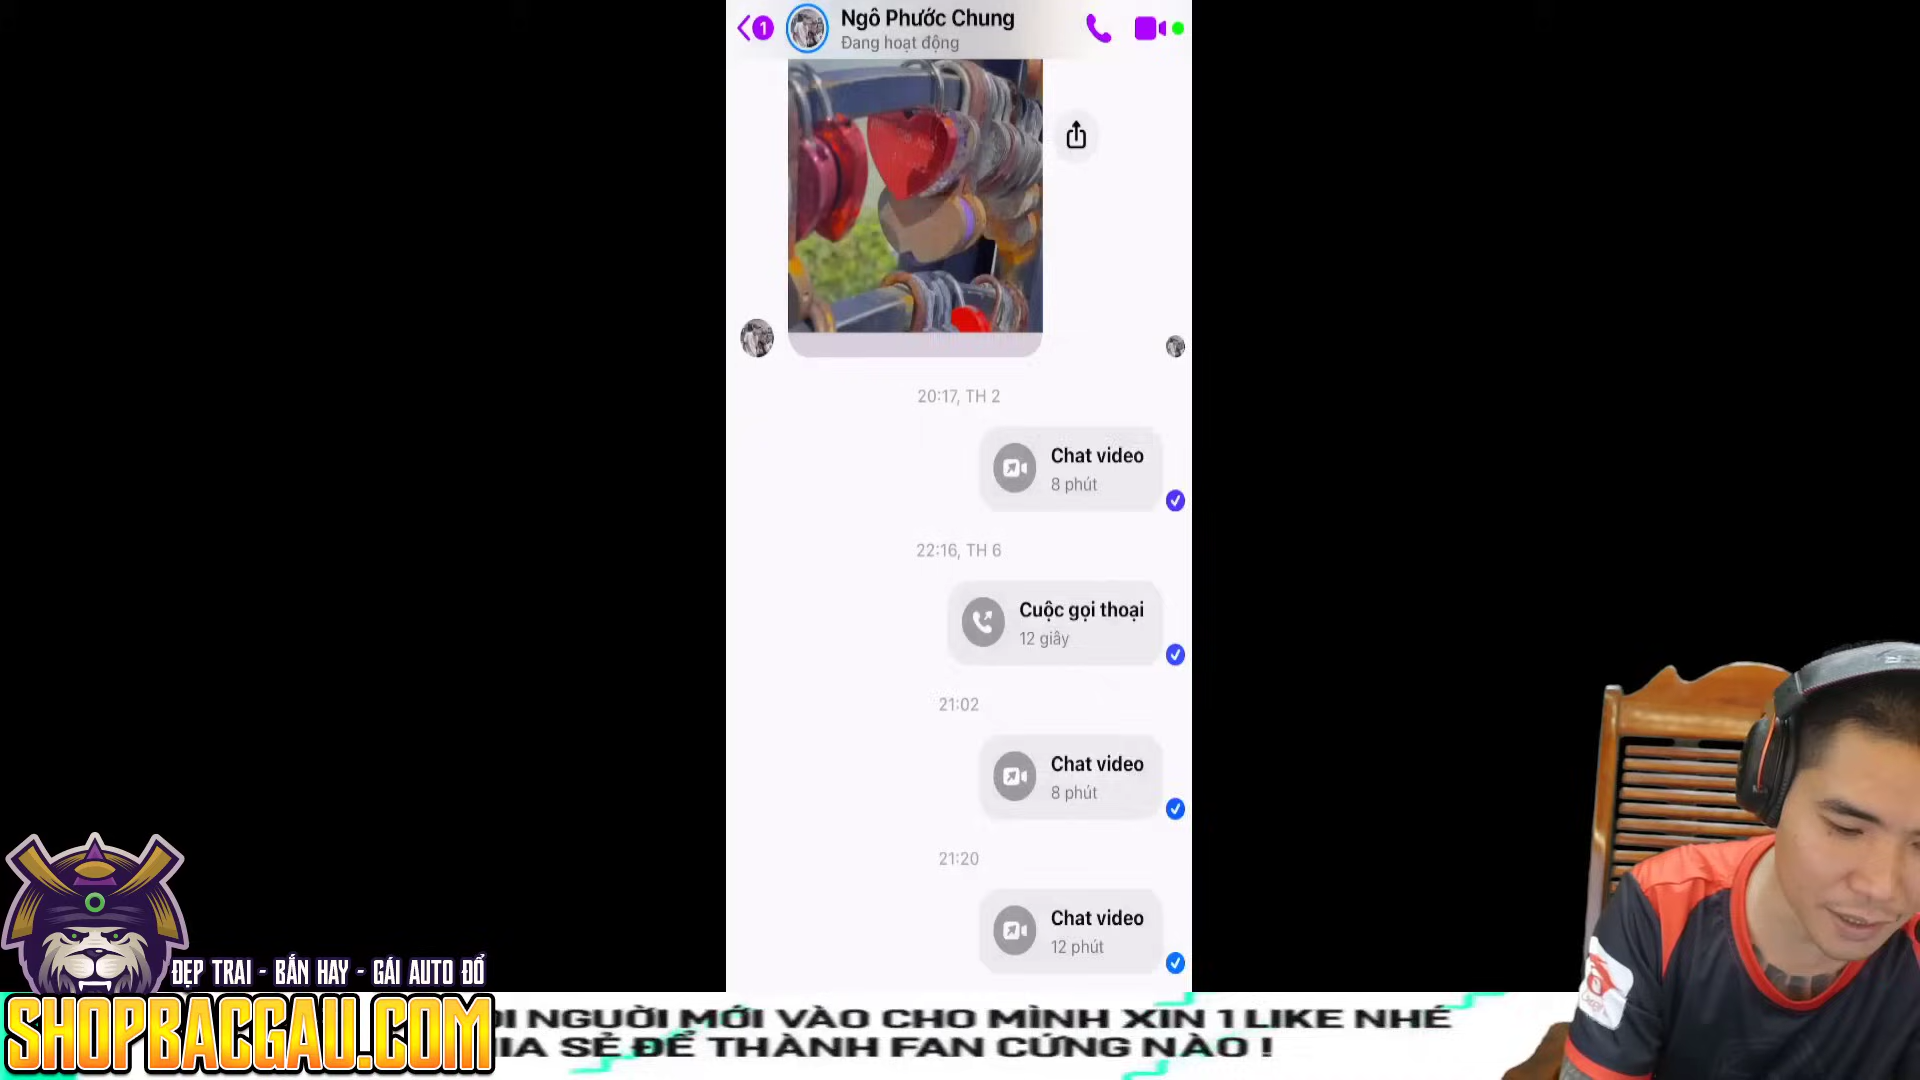 1
Ngô Phước Chung
Đang hoạt động
20:17, TH 2
Chat video
8 phút
22:16, TH 6
Cuộc gọi thoại
12 giây
21:02
Chat video
8 phút
21:20
Chat video
12 phút
ĐẸP TRAI - BẮN HAY - GÁI AUTO ĐỔ
SHOPBACGAU.COM
NGƯỜI MỚI VÀO CHO MÌNH XIN 1 LIKE NHÉ
SẺ ĐỂ THÀNH FAN CỨNG NÀO !